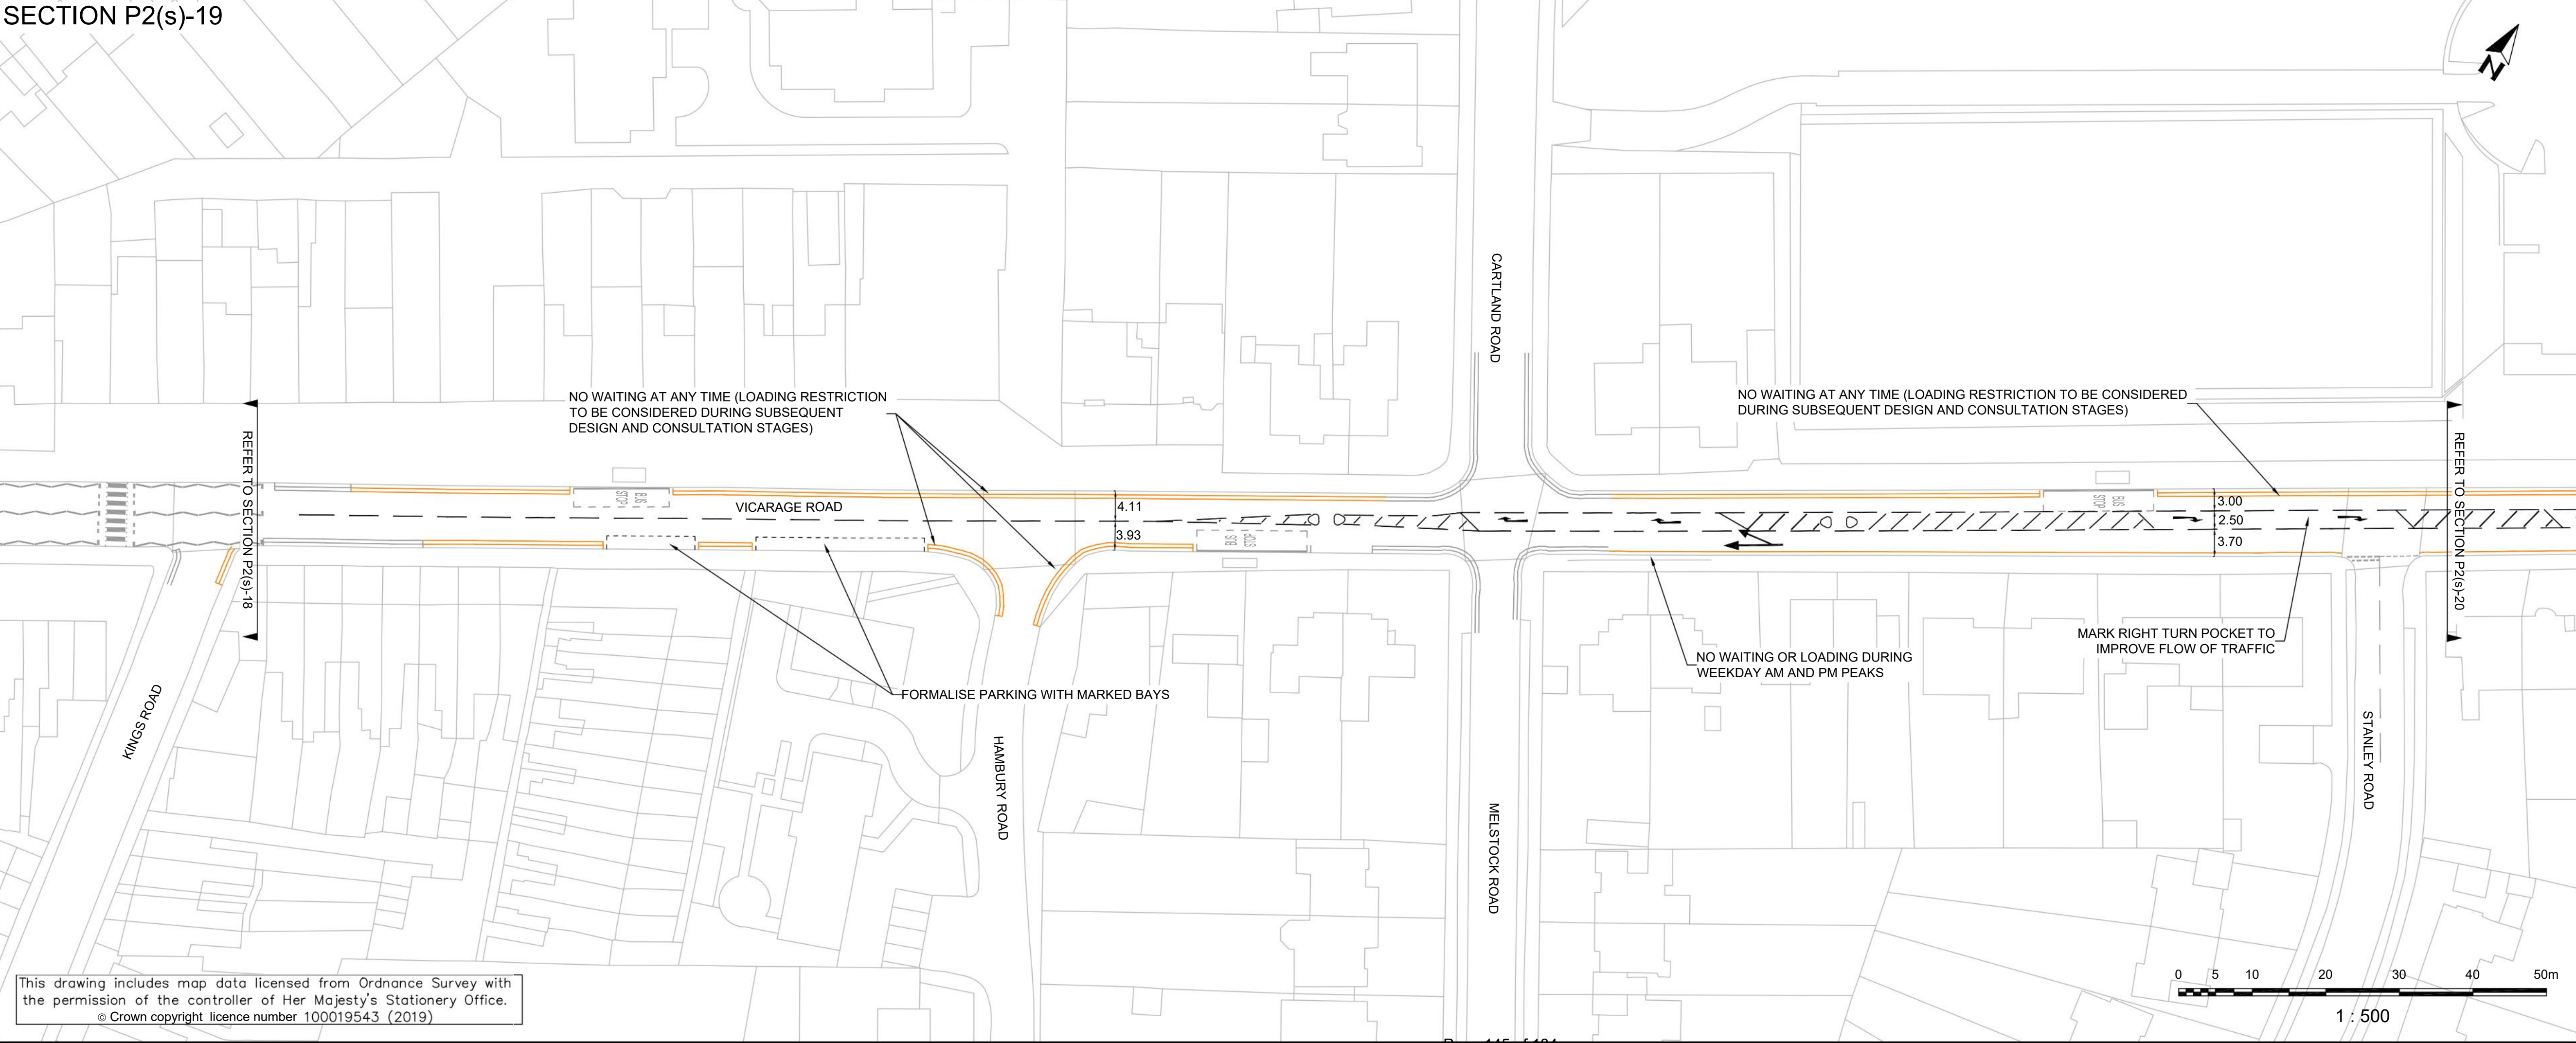 SECTION P2(s)-19
N
CARTLAND ROAD
NO WAITING AT ANY TIME (LOADING RESTRICTION
TO BE CONSIDERED DURING SUBSEQUENT
DESIGN AND CONSULTATION STAGES)
NO WAITING AT ANY TIME (LOADING RESTRICTION TO BE CONSIDERED
DURING SUBSEQUENT DESIGN AND CONSULTATION STAGES)
REFER TO SECTION P2(s)-18
REFER TO SECTION P2(s)-20
BUS
STOP
VICARAGE ROAD
4.11
3.93
BUS
STOP
BUS
STOP
3.00
2.50
3.70
MARK RIGHT TURN POCKET TO
IMPROVE FLOW OF TRAFFIC
NO WAITING OR LOADING DURING
WEEKDAY AM AND PM PEAKS
FORMALISE PARKING WITH MARKED BAYS
KINGS ROAD
HAMBURY ROAD
MELSTOCK ROAD
STANLEY ROAD
This drawing includes map data licensed from Ordnance Survey with
the permission of the controller of Her Majesty's Stationery Office.
© Crown copyright licence number 100019543 (2019)
0 5 10 20 30 40 50m
1 : 500